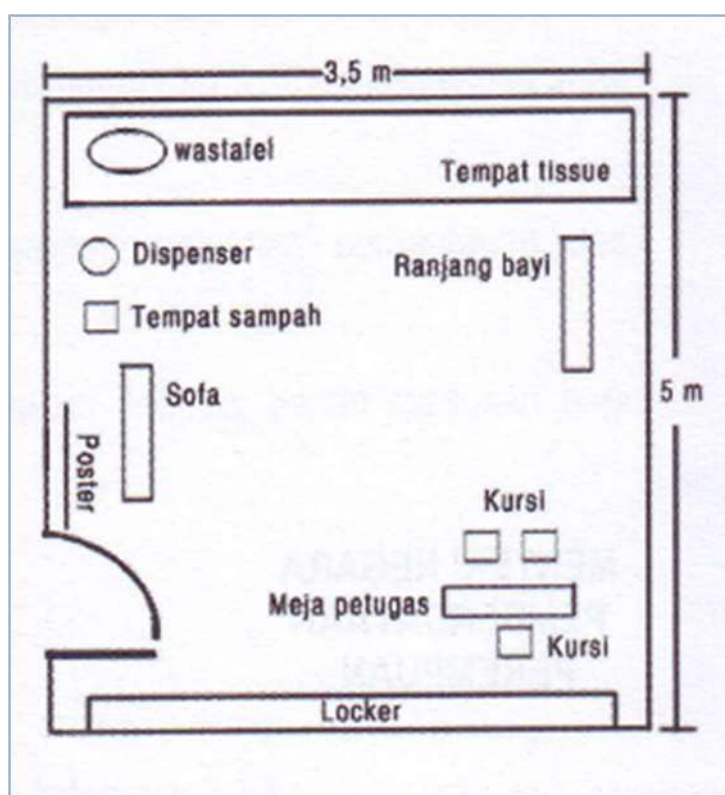 3,5 m
wastafel
Tempat tissue
Dispenser
Ranjang bayi
Tempat sampah
Sofa
5 m
Poster
Kursi
Meja petugas
Kursi
Locker